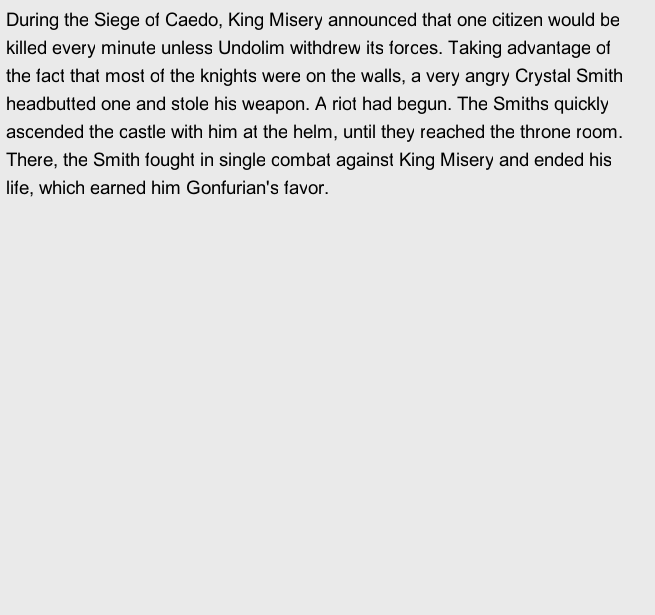 During the Siege of Caedo, King Misery announced that one citizen would be
killed every minute unless Undolim withdrew its forces. Taking advantage of
the fact that most of the knights were on the walls, a very angry Crystal Smith
headbutted one and stole his weapon. A riot had begun. The Smiths quickly
ascended the castle with him at the helm, until they reached the throne room.
There, the Smith fought in single combat against King Misery and ended his
life, which earned him Gonfurian's favor.